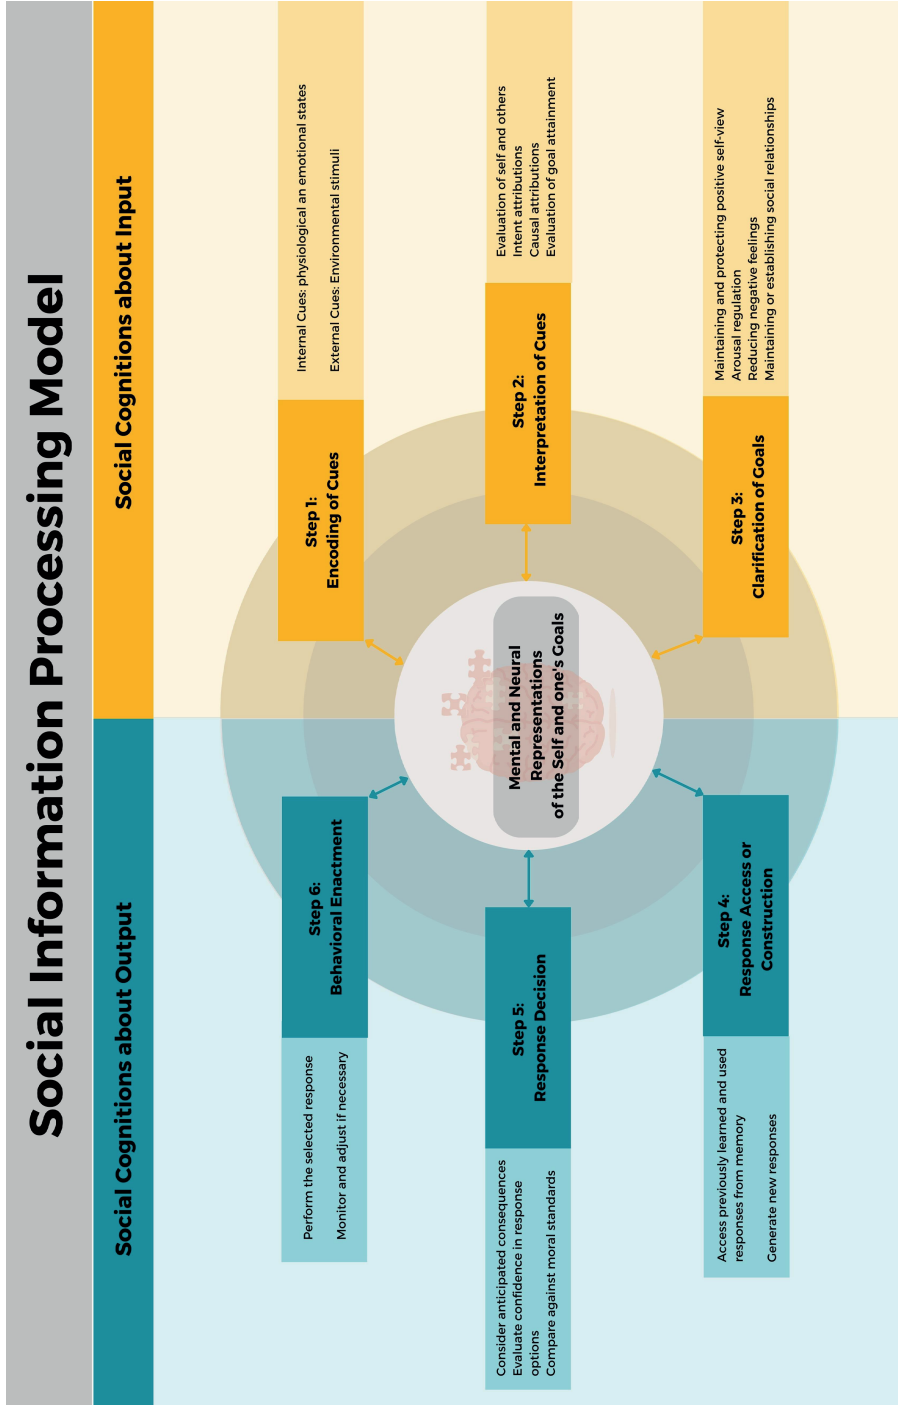 Social Information Processing Model
Social Cognitions about Output
Social Cognitions about Input
Perform the selected response
Monitor and adjust if necessary
Step 6:
Behavioral Enactment
Step 1:
Encoding of Cues
Internal Cues: physiological an emotional states
External Cues: Environmental stimuli
Consider anticipated consequences
Evaluate confidence in response
options
Compare against moral standards
Step 5:
Response Decision
Mental and Neural
Representations
of the Self and one's Goals
Step 2:
Interpretation of Cues
Evaluation of self and others
Intent attributions
Causal attributions
Evaluation of goal attainment
Access previously learned and used
responses from memory
Generate new responses
Step 4:
Response Access or
Construction
Step 3:
Clarification of Goals
Maintaining and protecting positive self-view
Arousal regulation
Reducing negative feelings
Maintaining or establishing social relationships